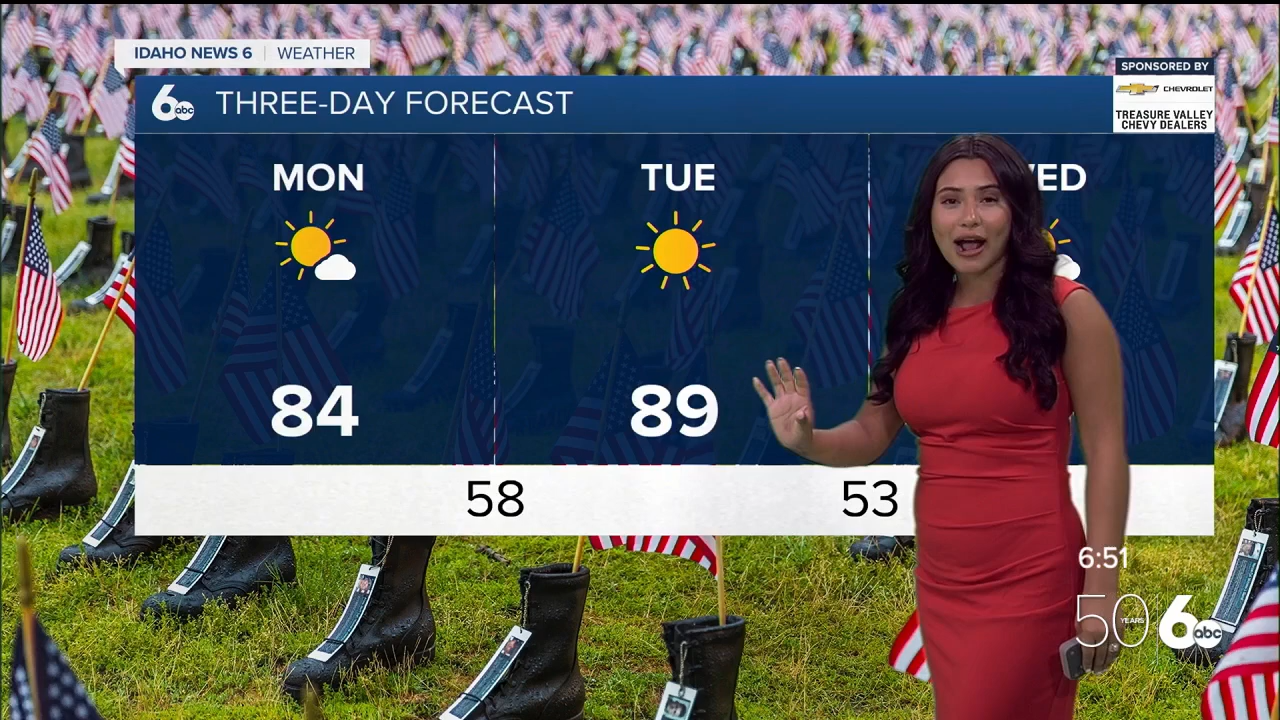 IDAHO NEWS 6 | WEATHER
SPONSORED BY
CHEVROLET
TREASURE VALLEY
CHEVY DEALERS
6abc THREE-DAY FORECAST
MON
TUE
ED
84
89
58
53
6:51
50 YEARS 6abc